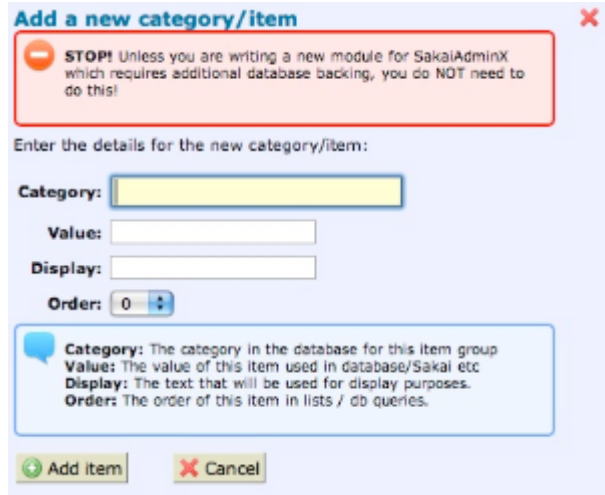 Add a new category/item
STOP! Unless you are writing a new module for SakaiAdminX
which requires additional database backing, you do NOT need to
do this!
Enter the details for the new category/item:
Category:
Value:
Display:
Order: 0
Category: The category in the database for this item group
Value: The value of this item used in database/Sakai etc
Display: The text that will be used for display purposes.
Order: The order of this item in lists / db queries.
Add item Cancel